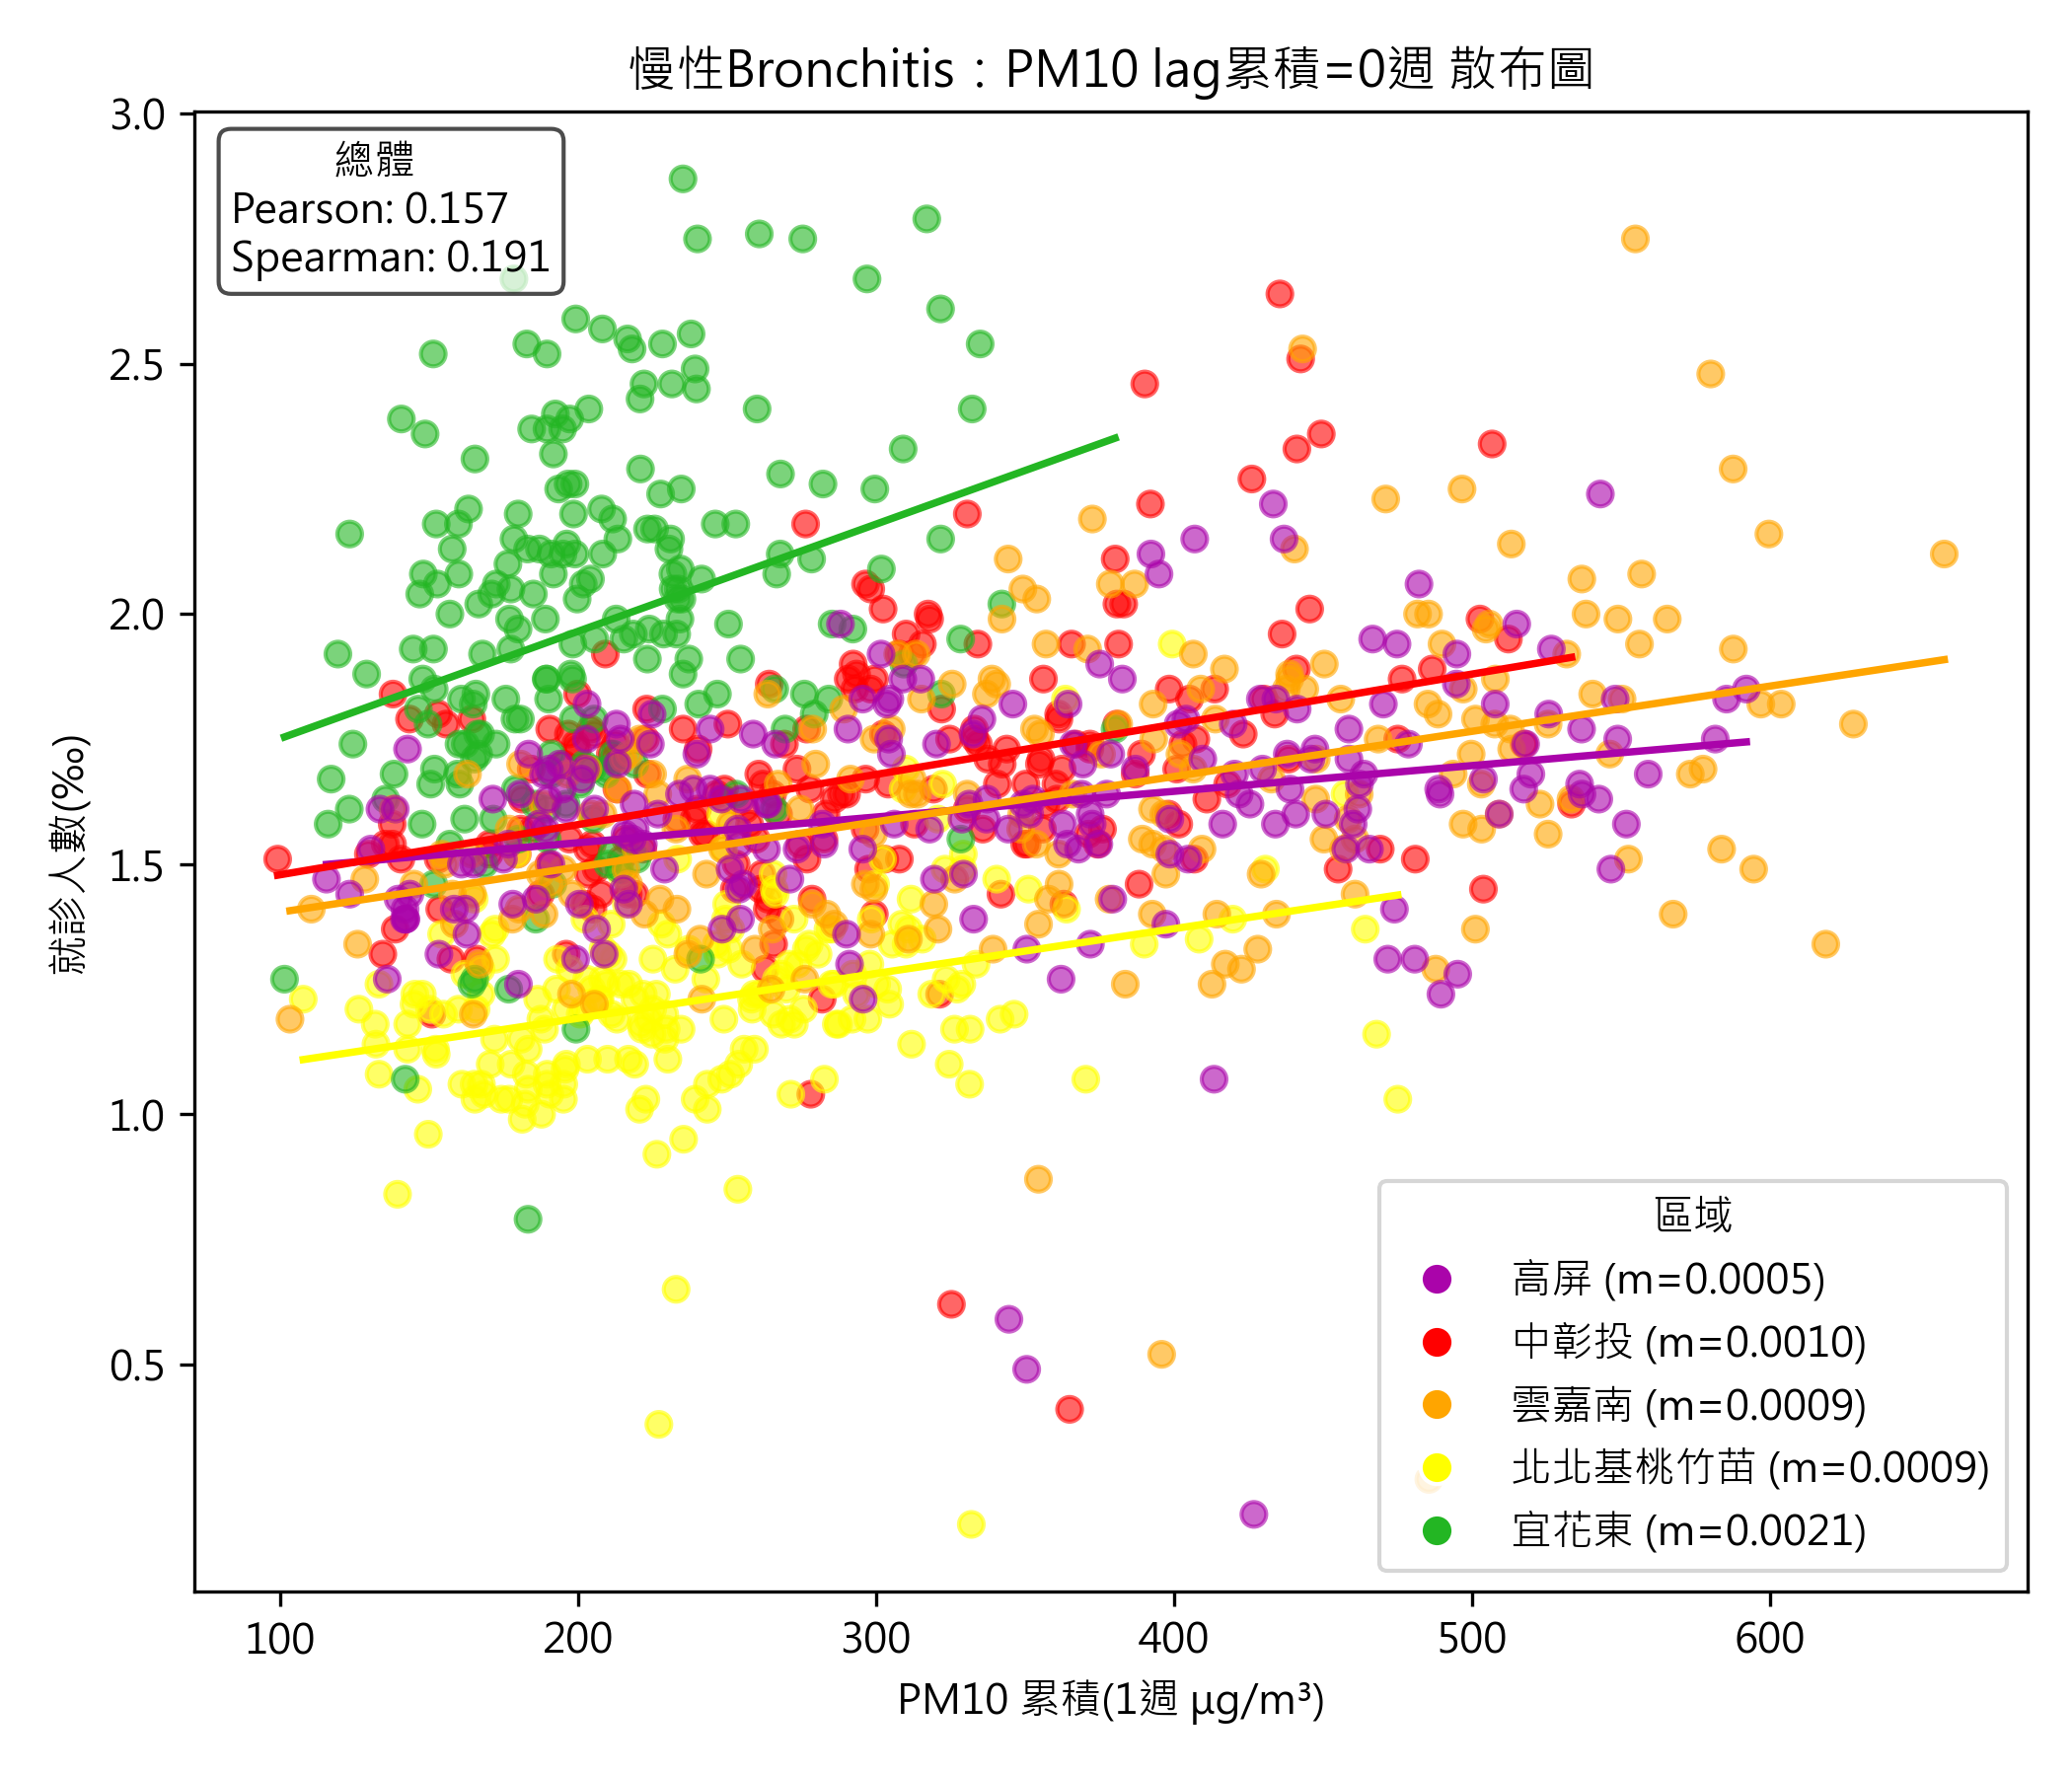 慢性Bronchitis：PM10 lag累積=0週 散布圖
總體
Pearson: 0.157
Spearman: 0.191
就診人數(‰)
3.0
2.5
2.0
1.5
1.0
0.5
100 200 300 400 500 600
PM10 累積(1週 µg/m³)
區域
高屏 (m=0.0005)
中彰投 (m=0.0010)
雲嘉南 (m=0.0009)
北北基桃竹苗 (m=0.0009)
宜花東 (m=0.0021)